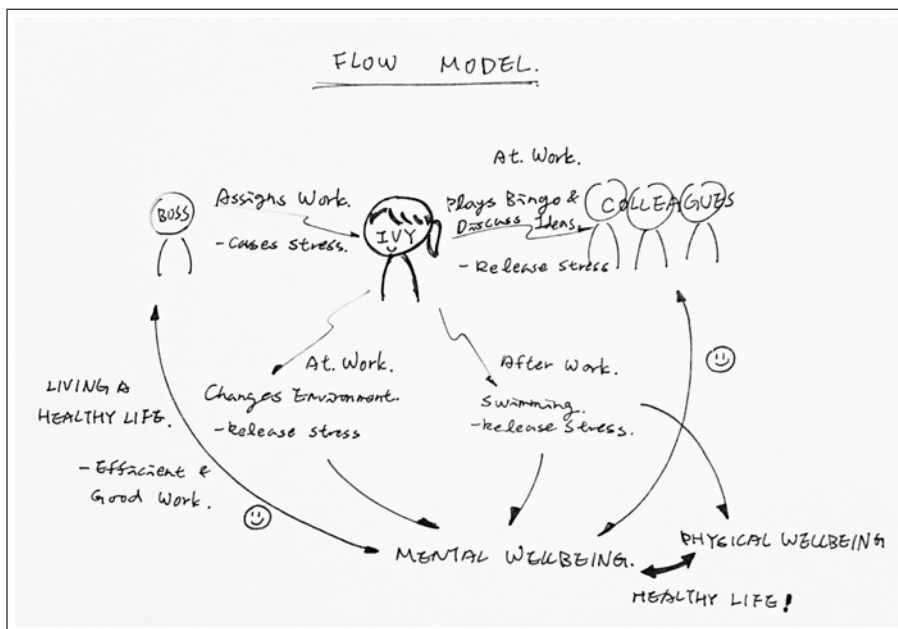 FLOW MODEL.
At. Work.
BOSS
Assigns Work.
- Cases Stress.
IVY
Plays Bingo &
Discuss Ideas.
- Release Stress
COLLEAGUES
At. Work.
Changes Environment.
- Release Stress
After Work.
Swimming.
- Release Stress.
LIVING A
HEALTHY LIFE.
- Efficient &
Good Work.
MENTAL WELLBEING.
PHYSICAL WELLBEING
HEALTHY LIFE!